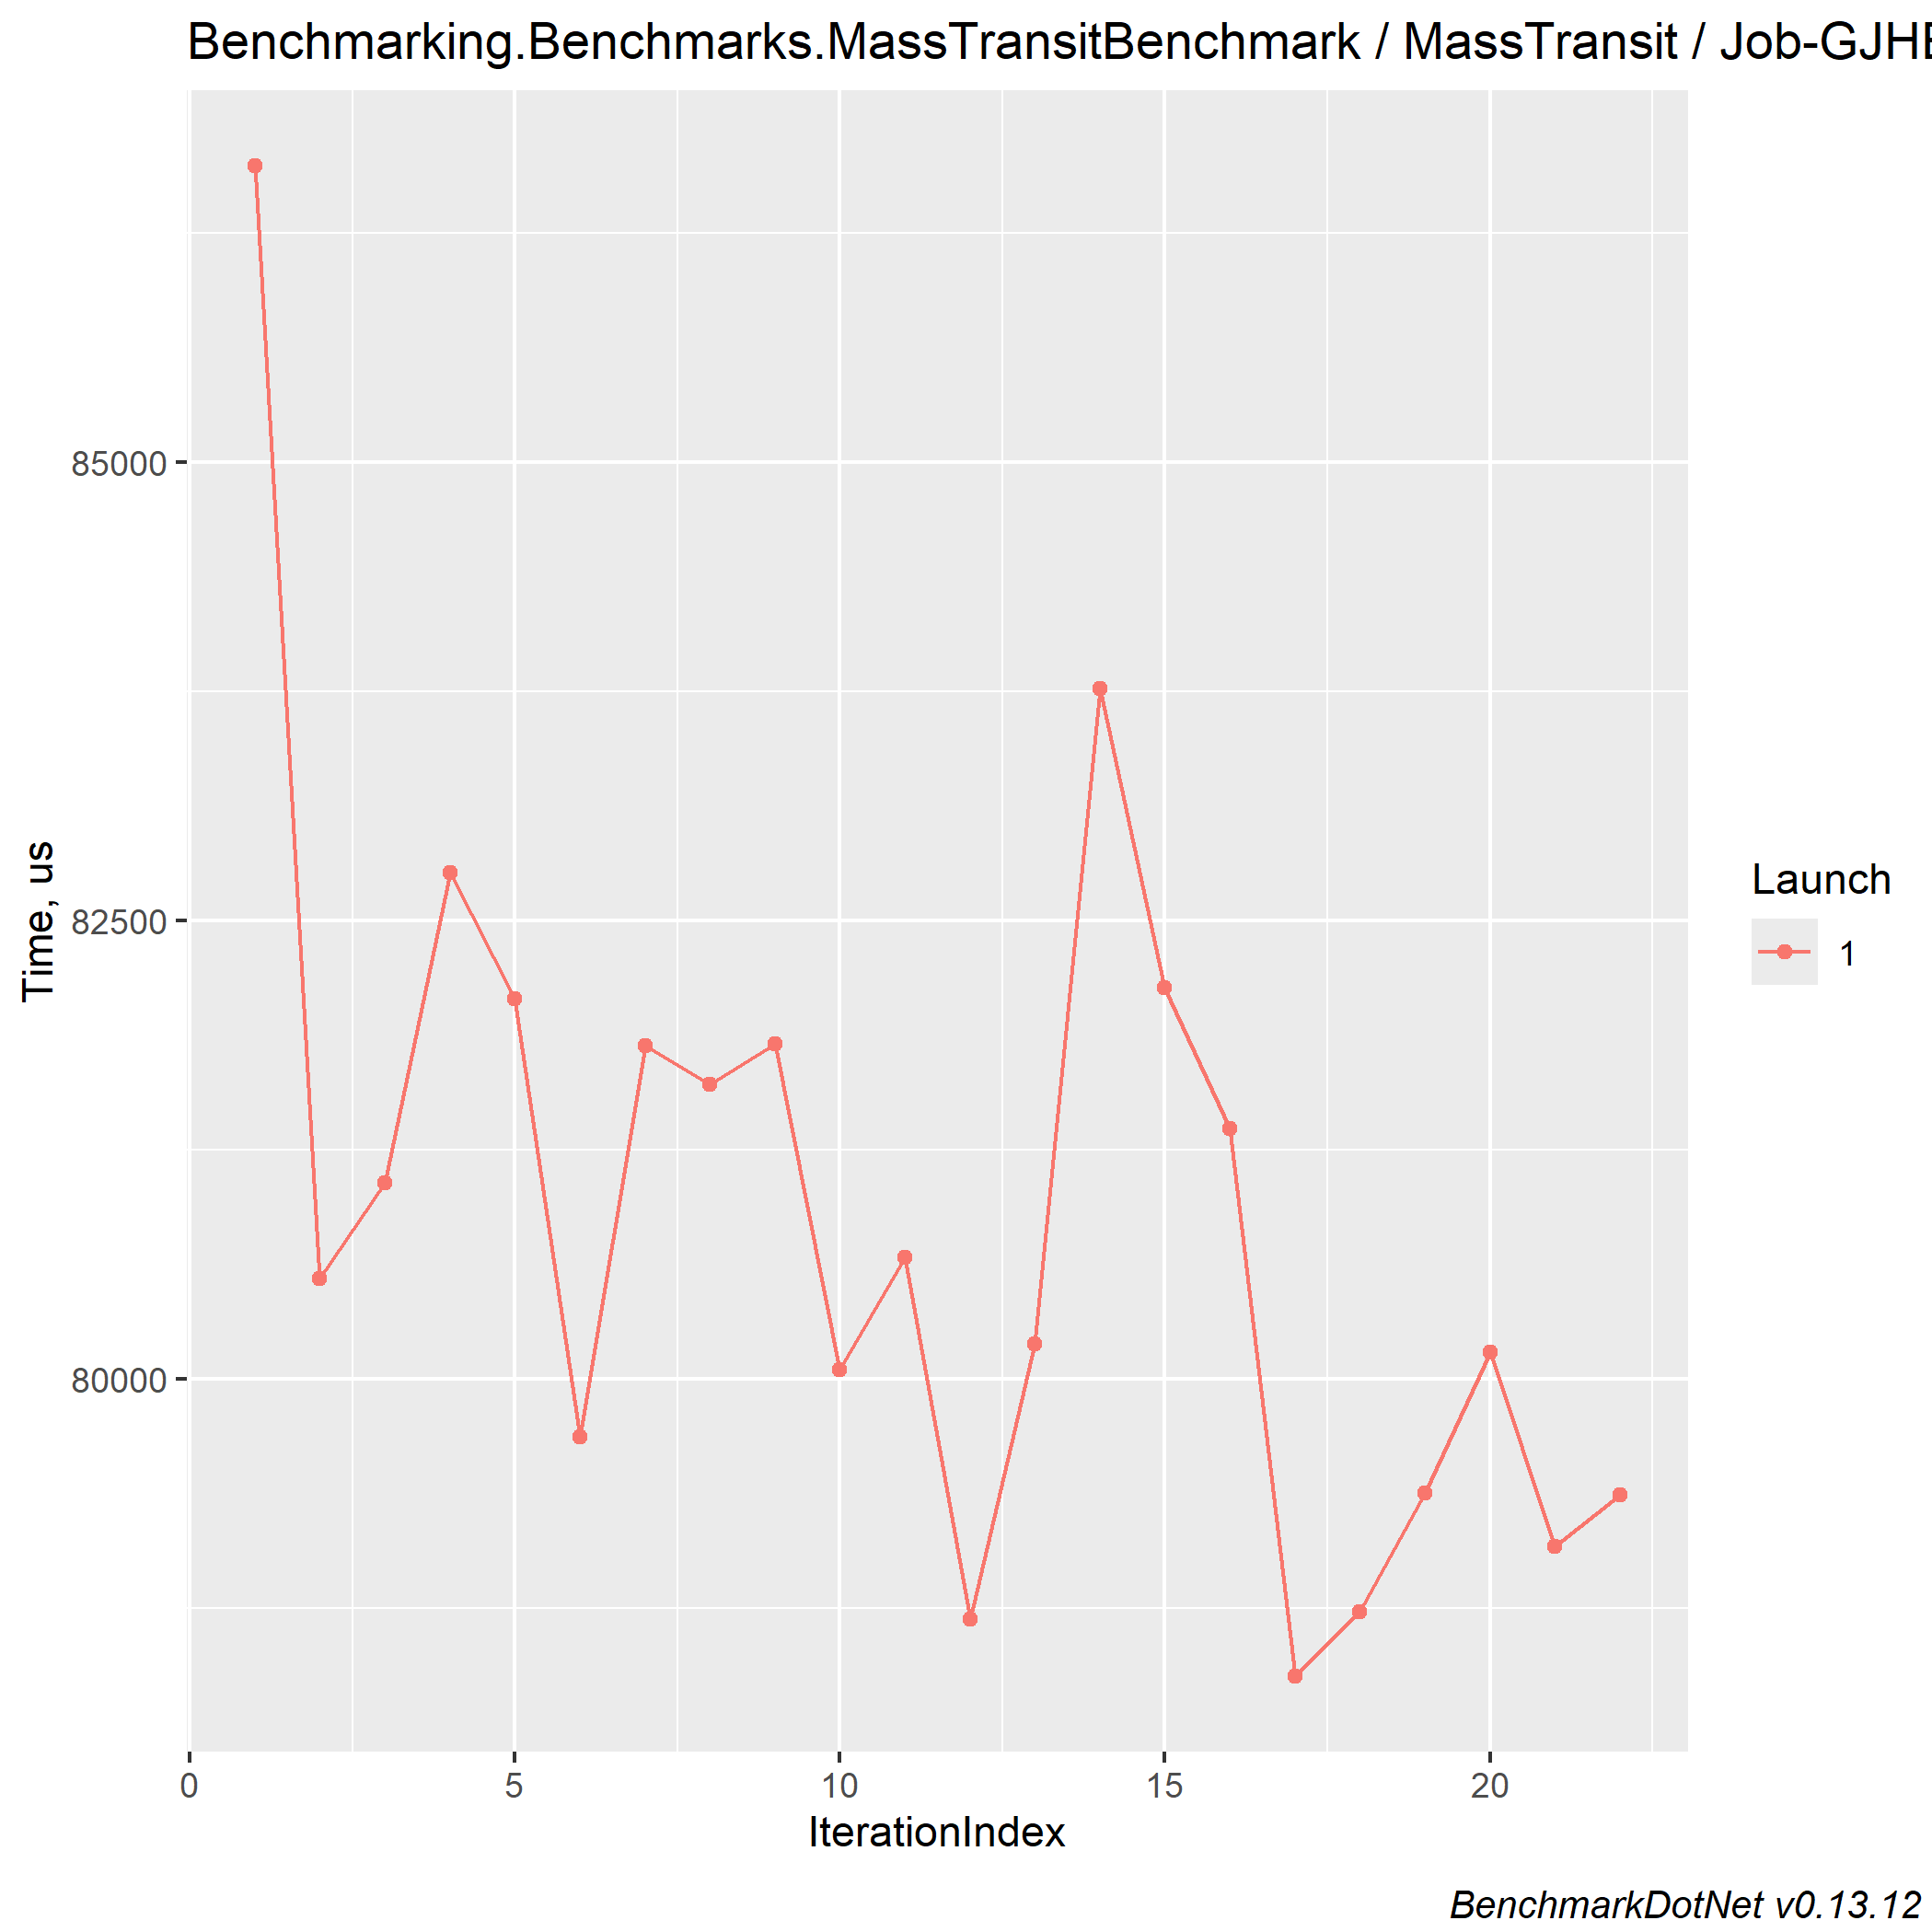 Benchmarking.Benchmarks.MassTransitBenchmark / MassTransit / Job-GJH
85000
82500
80000
Time, us
0 5 10 15 20
IterationIndex
Launch
1
BenchmarkDotNet v0.13.12